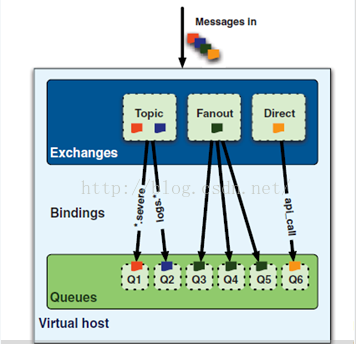 Messages in
Topic
Fanout
Direct
Exchanges
http://blog.csdn.net/
*.severe
logs.*
api_call
Bindings
Q1
Q2
Q3
Q4
Q5
Q6
Queues
Virtual host